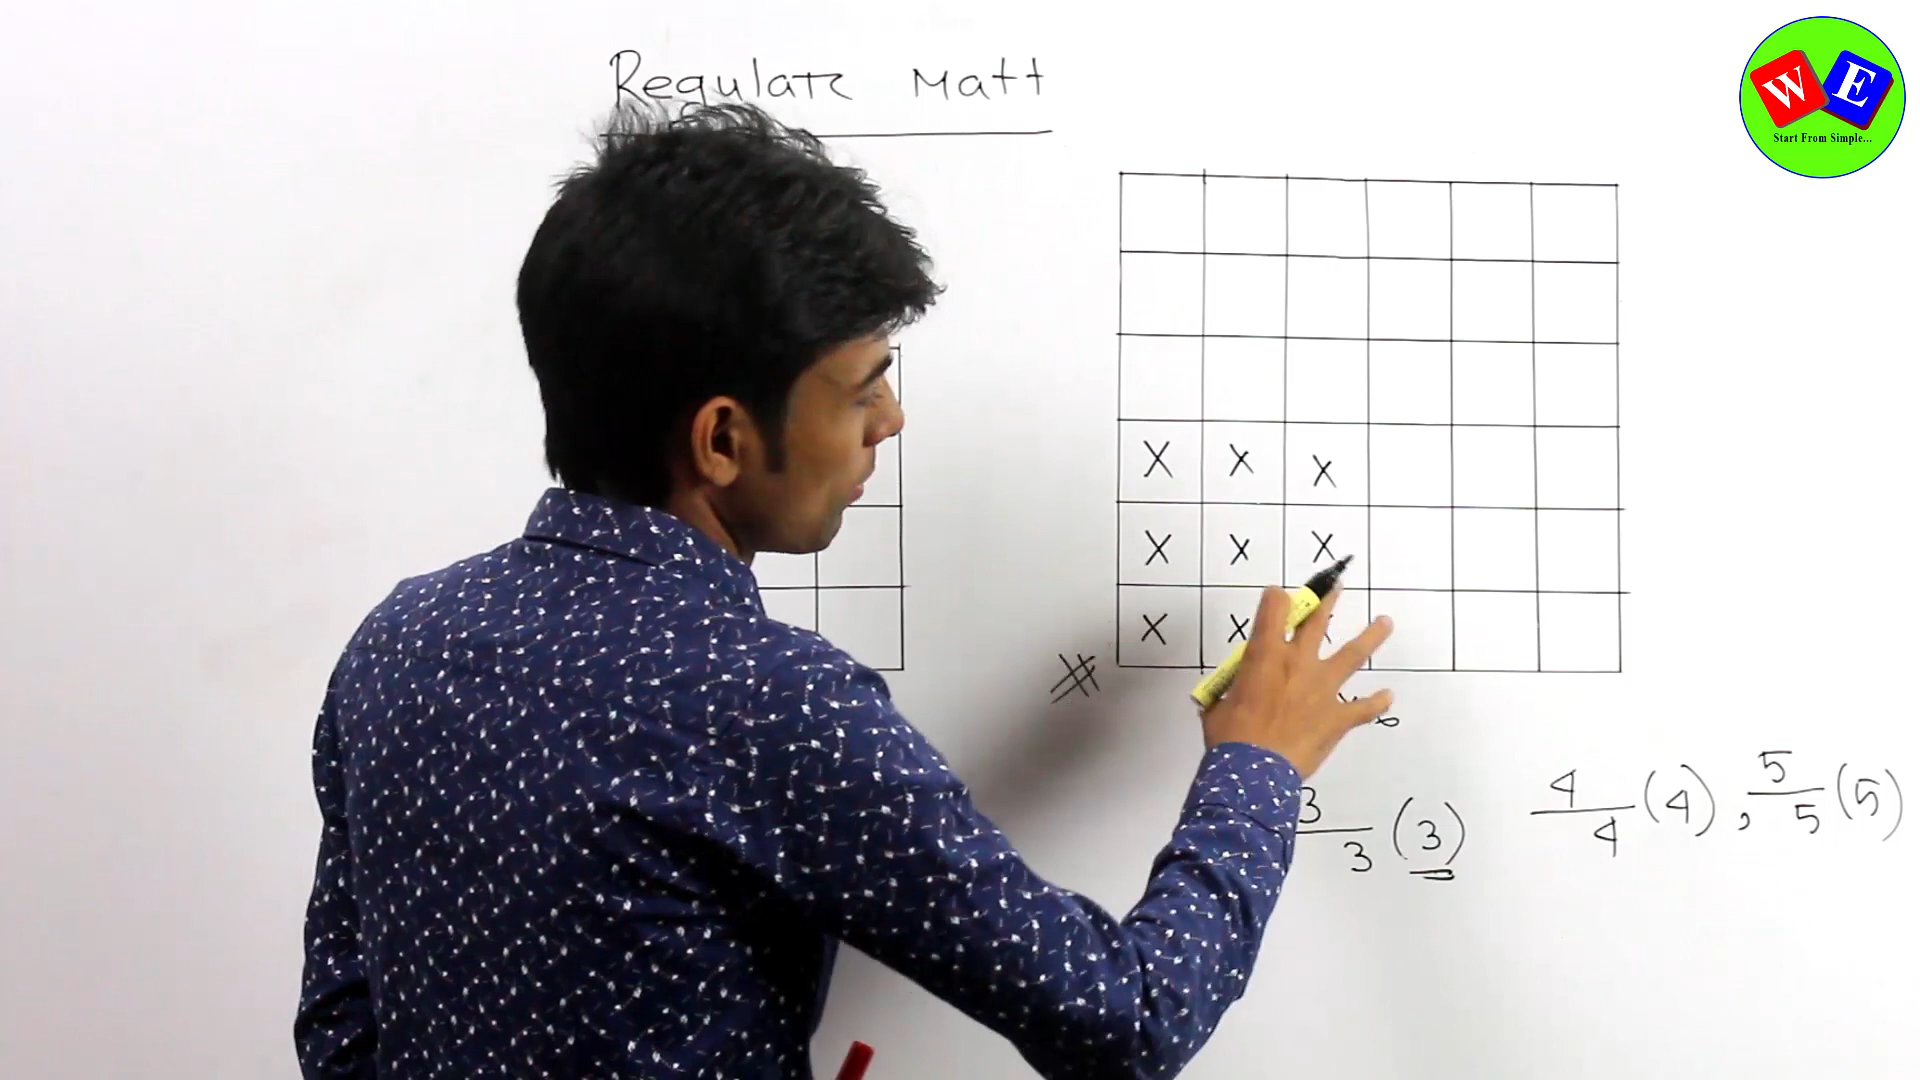 Regulate Matt
W E
Start From Simple...
X X X
X X X
X X X
#
3/3 (3) 4/4 (4) , 5/5 (5)